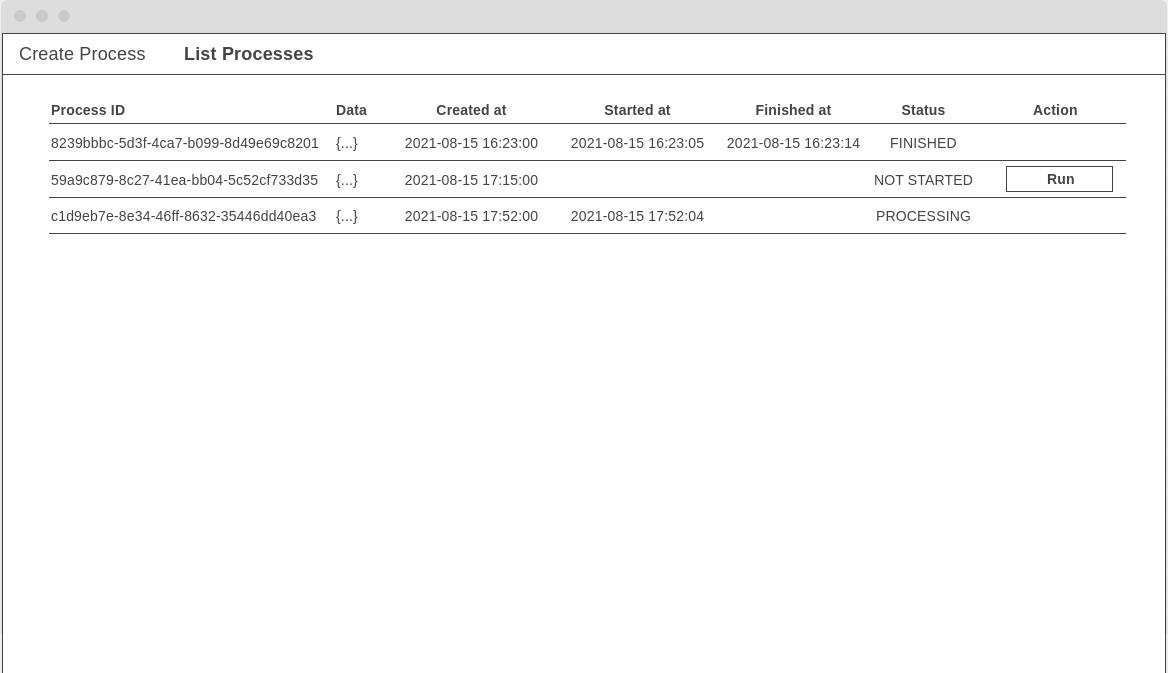 Create Process List Processes
Process ID Data Created at Started at Finished at Status Action
8239bbbc-5d3f-4ca7-b099-8d49e69c8201 {...} 2021-08-15 16:23:00 2021-08-15 16:23:05 2021-08-15 16:23:14 FINISHED
59a9c879-8c27-41ea-bb04-5c52cf733d35 {...} 2021-08-15 17:15:00 NOT STARTED Run
c1d9eb7e-8e34-46ff-8632-35446dd40ea3 {...} 2021-08-15 17:52:00 2021-08-15 17:52:04 PROCESSING